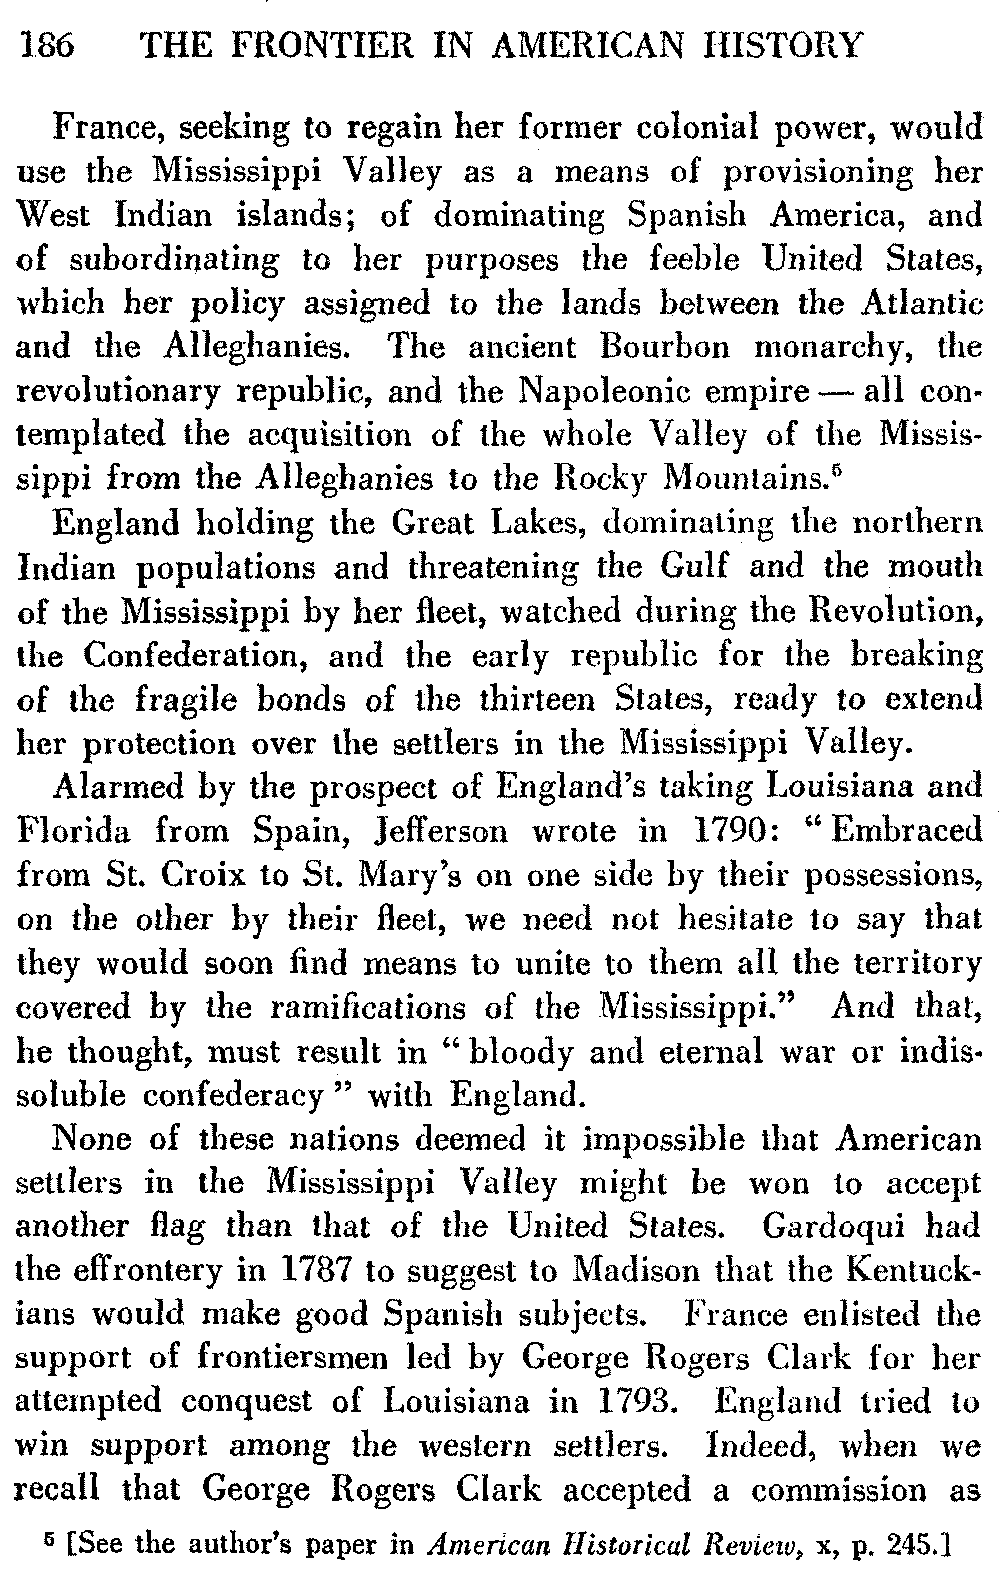 186 THE FRONTIER IN AMERICAN HISTORY
France, seeking to regain her former colonial power, would
use the Mississippi Valley as a means of provisioning her
West Indian islands; of dominating Spanish America, and
of subordinating to her purposes the feeble United States,
which her policy assigned to the lands between the Atlantic
and the Alleghanies. The ancient Bourbon monarchy, the
revolutionary republic, and the Napoleonic empire — all con-
templated the acquisition of the whole Valley of the Missis-
sippi from the Alleghanies to the Rocky Mountains.⁵
England holding the Great Lakes, dominating the northern
Indian populations and threatening the Gulf and the mouth
of the Mississippi by her fleet, watched during the Revolution,
the Confederation, and the early republic for the breaking
of the fragile bonds of the thirteen States, ready to extend
her protection over the settlers in the Mississippi Valley.
Alarmed by the prospect of England's taking Louisiana and
Florida from Spain, Jefferson wrote in 1790: “ Embraced
from St. Croix to St. Mary's on one side by their possessions,
on the other by their fleet, we need not hesitate to say that
they would soon find means to unite to them all the territory
covered by the ramifications of the Mississippi.” And that,
he thought, must result in “ bloody and eternal war or indis-
soluble confederacy ” with England.
None of these nations deemed it impossible that American
settlers in the Mississippi Valley might be won to accept
another flag than that of the United States. Gardoqui had
the effrontery in 1787 to suggest to Madison that the Kentuck-
ians would make good Spanish subjects. France enlisted the
support of frontiersmen led by George Rogers Clark for her
attempted conquest of Louisiana in 1793. England tried to
win support among the western settlers. Indeed, when we
recall that George Rogers Clark accepted a commission as
⁵ [See the author's paper in American Historical Review, x, p. 245.]